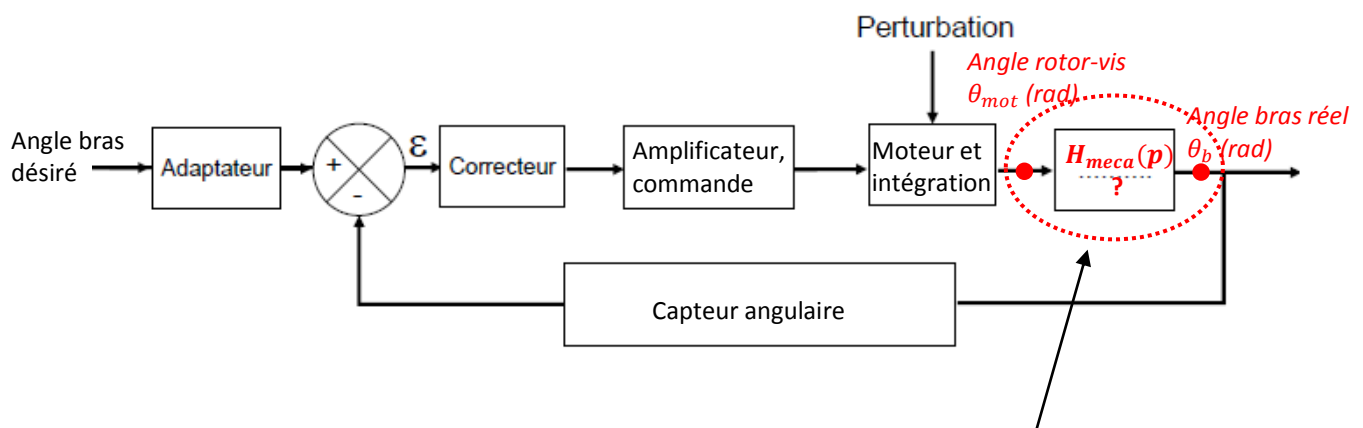 Perturbation
Angle rotor-vis
θmot (rad)
Angle bras
désiré
Adaptateur
+
-
ε
Correcteur
Amplificateur,
commande
Moteur et
intégration
Hmeca(p)
?
Angle bras réel
θb (rad)
Capteur angulaire